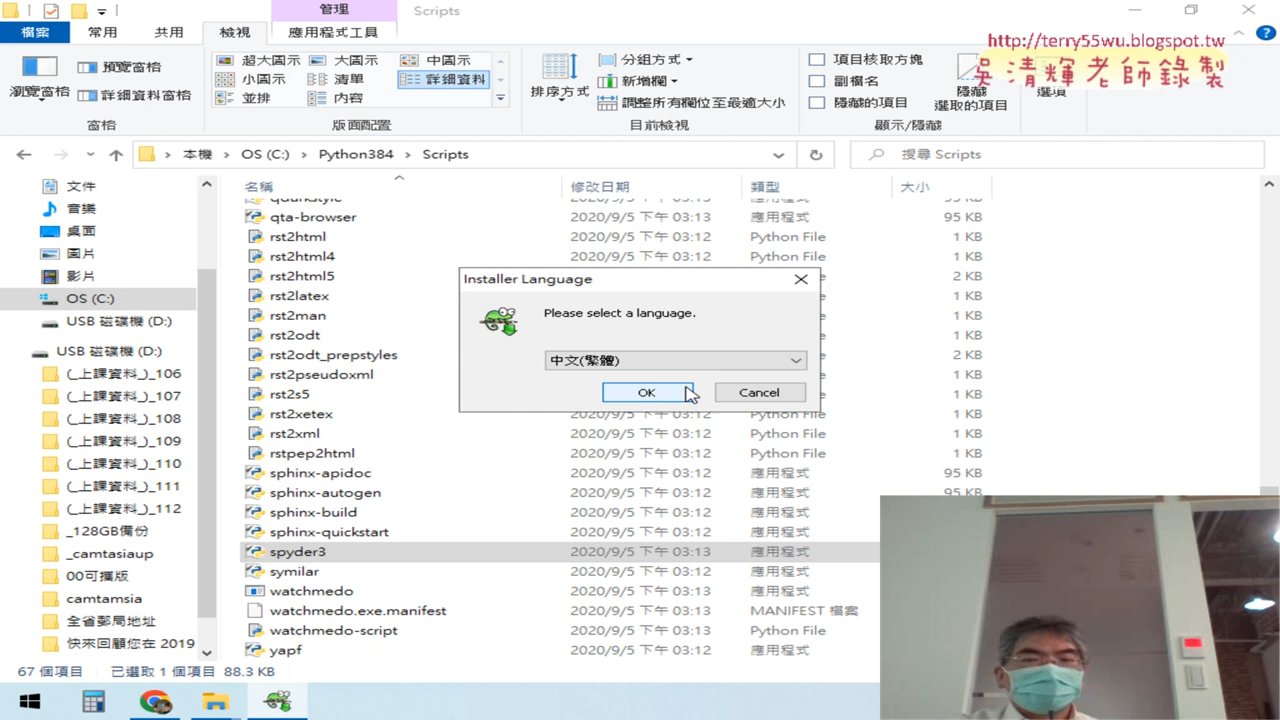 管理
Scripts
檔案
常用
共用
檢視
應用程式工具
http://terry55wu.blogspot.tw
吳清輝老師錄製
瀏覽窗格
預覽窗格
詳細資料窗格
窗格
超大圖示
大圖示
中圖示
小圖示
清單
詳細資料
並排
內容
版面配置
排序方式
分組方式
新增欄
調整所有欄位至最適大小
目前檢視
項目核取方塊
副檔名
隱藏的項目
隱藏
選取的項目
選項
顯示/隱藏
本機 › OS (C:) › Python384 › Scripts
搜尋 Scripts
文件
音樂
桌面
圖片
影片
OS (C:)
USB 磁碟機 (D:)
USB 磁碟機 (D:)
(_上課資料_)_106
(_上課資料_)_107
(_上課資料_)_108
(_上課資料_)_109
(_上課資料_)_110
(_上課資料_)_111
(_上課資料_)_112
_128GB備份
_camtasiaup
00可攜版
camtamsia
全省郵局地址
快來回顧您在 2019
名稱 修改日期 類型 大小
qta-browser 2020/9/5 下午 03:13 應用程式 95 KB
rst2html 2020/9/5 下午 03:12 Python File 1 KB
rst2html4 2020/9/5 下午 03:12 Python File 1 KB
rst2html5 2 KB
rst2latex 1 KB
rst2man 1 KB
rst2odt 1 KB
rst2odt_prepstyles 2 KB
rst2pseudoxml 1 KB
rst2s5 1 KB
rst2xetex 2020/9/5 下午 03:12 Python File 1 KB
rst2xml 2020/9/5 下午 03:12 Python File 1 KB
rstpep2html 2020/9/5 下午 03:12 Python File 1 KB
sphinx-apidoc 2020/9/5 下午 03:12 應用程式 95 KB
sphinx-autogen 2020/9/5 下午 03:12 應用程式 95 KB
sphinx-build 2020/9/5 下午 03:12 應用程式
sphinx-quickstart 2020/9/5 下午 03:12 應用程式
spyder3 2020/9/5 下午 03:13 應用程式
symilar 2020/9/5 下午 03:12 應用程式
watchmedo 2020/9/5 下午 03:13 應用程式
watchmedo.exe.manifest 2020/9/5 下午 03:13 MANIFEST 檔案
watchmedo-script 2020/9/5 下午 03:13 Python File
yapf 2020/9/5 下午 03:12 應用程式
Installer Language
Please select a language.
中文(繁體)
OK
Cancel
67 個項目 已選取 1 個項目 88.3 KB